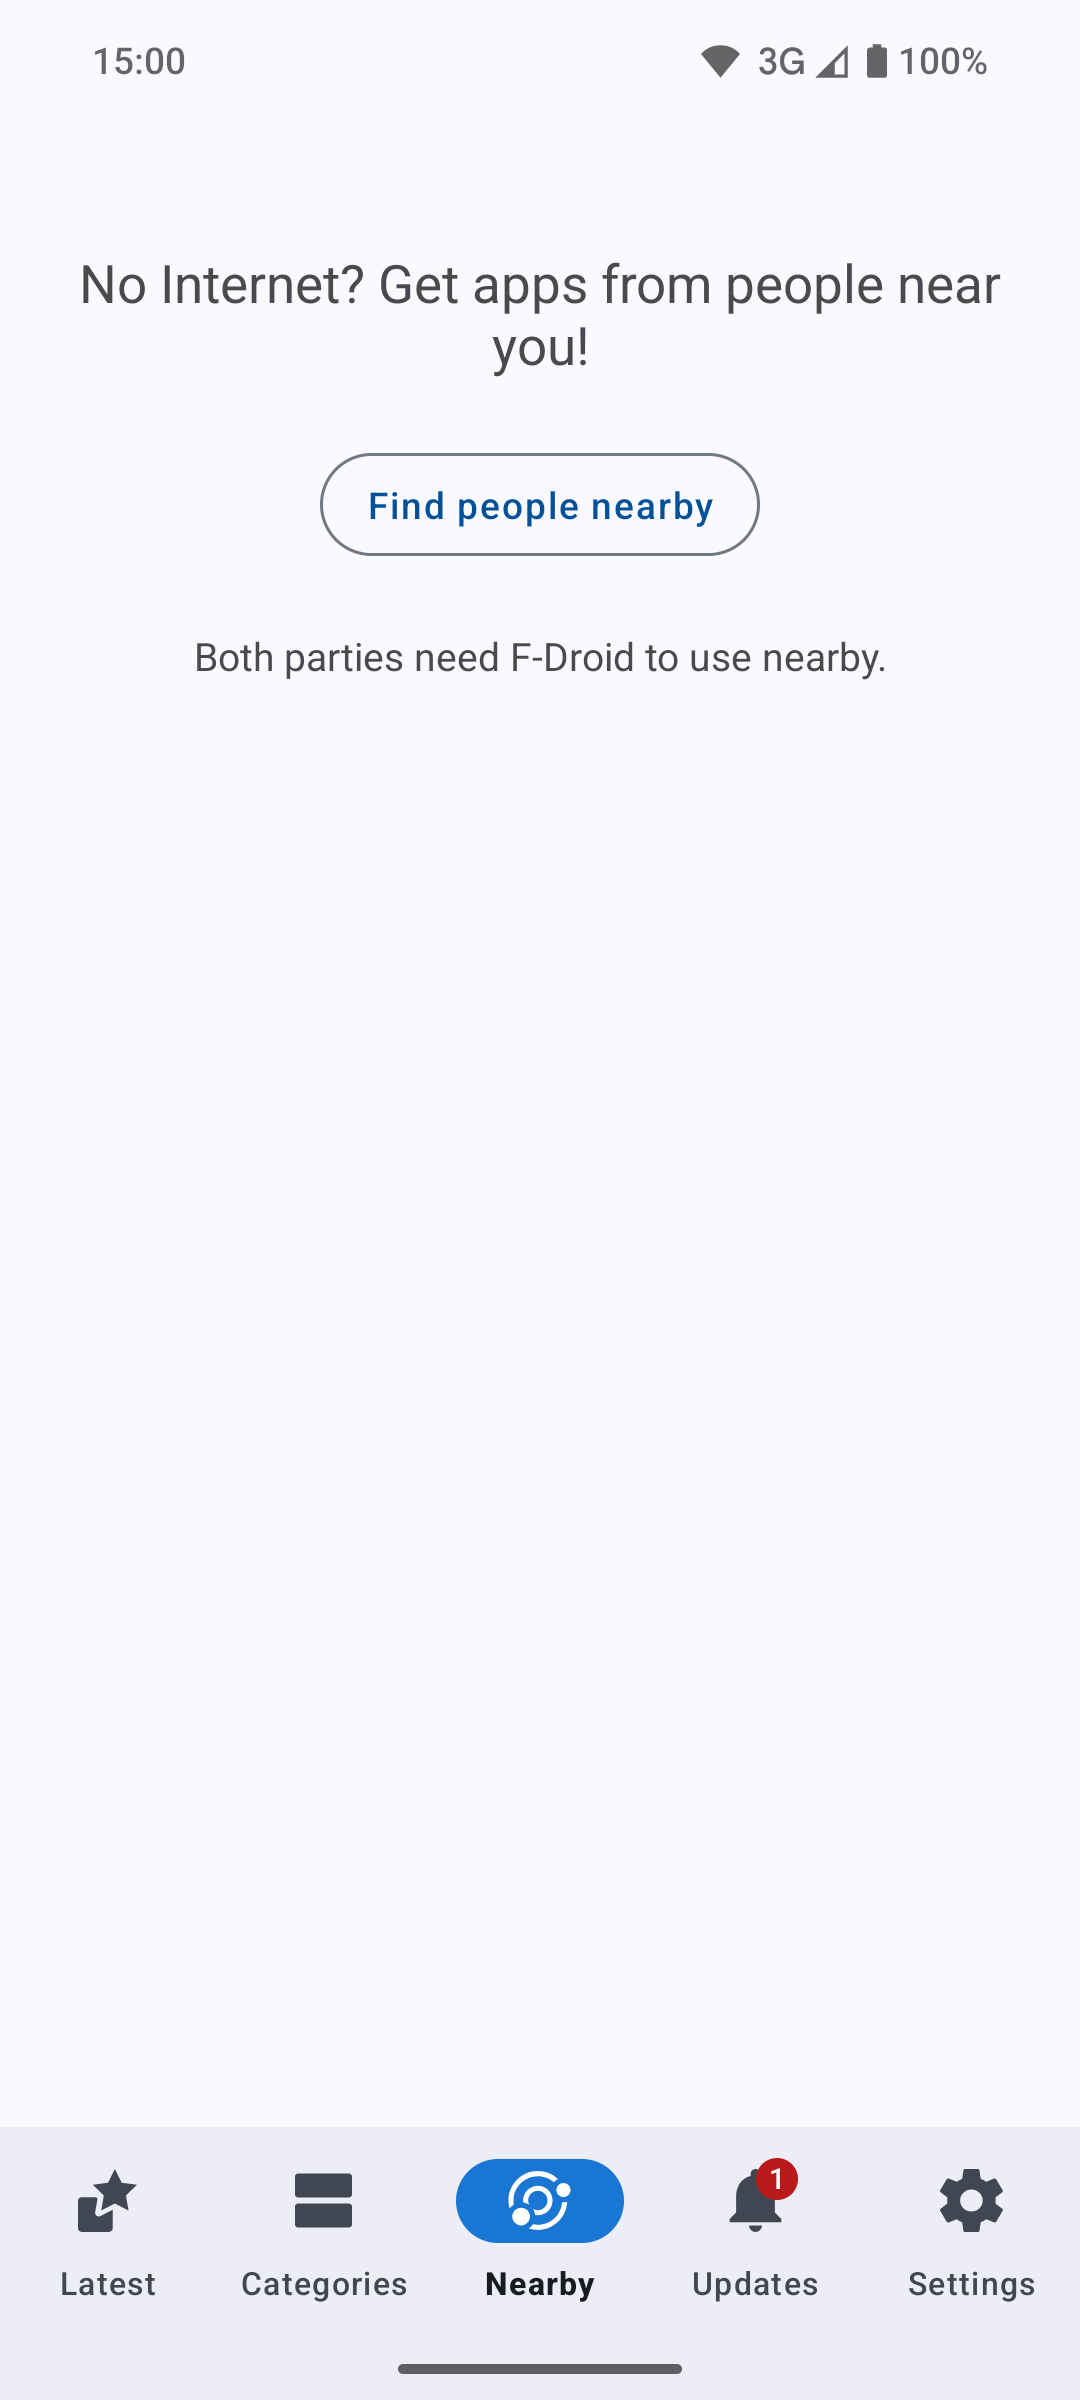 15:00
3G
100%
No Internet? Get apps from people near
you!
Find people nearby
Both parties need F-Droid to use nearby.
1
Latest
Categories
Nearby
Updates
Settings